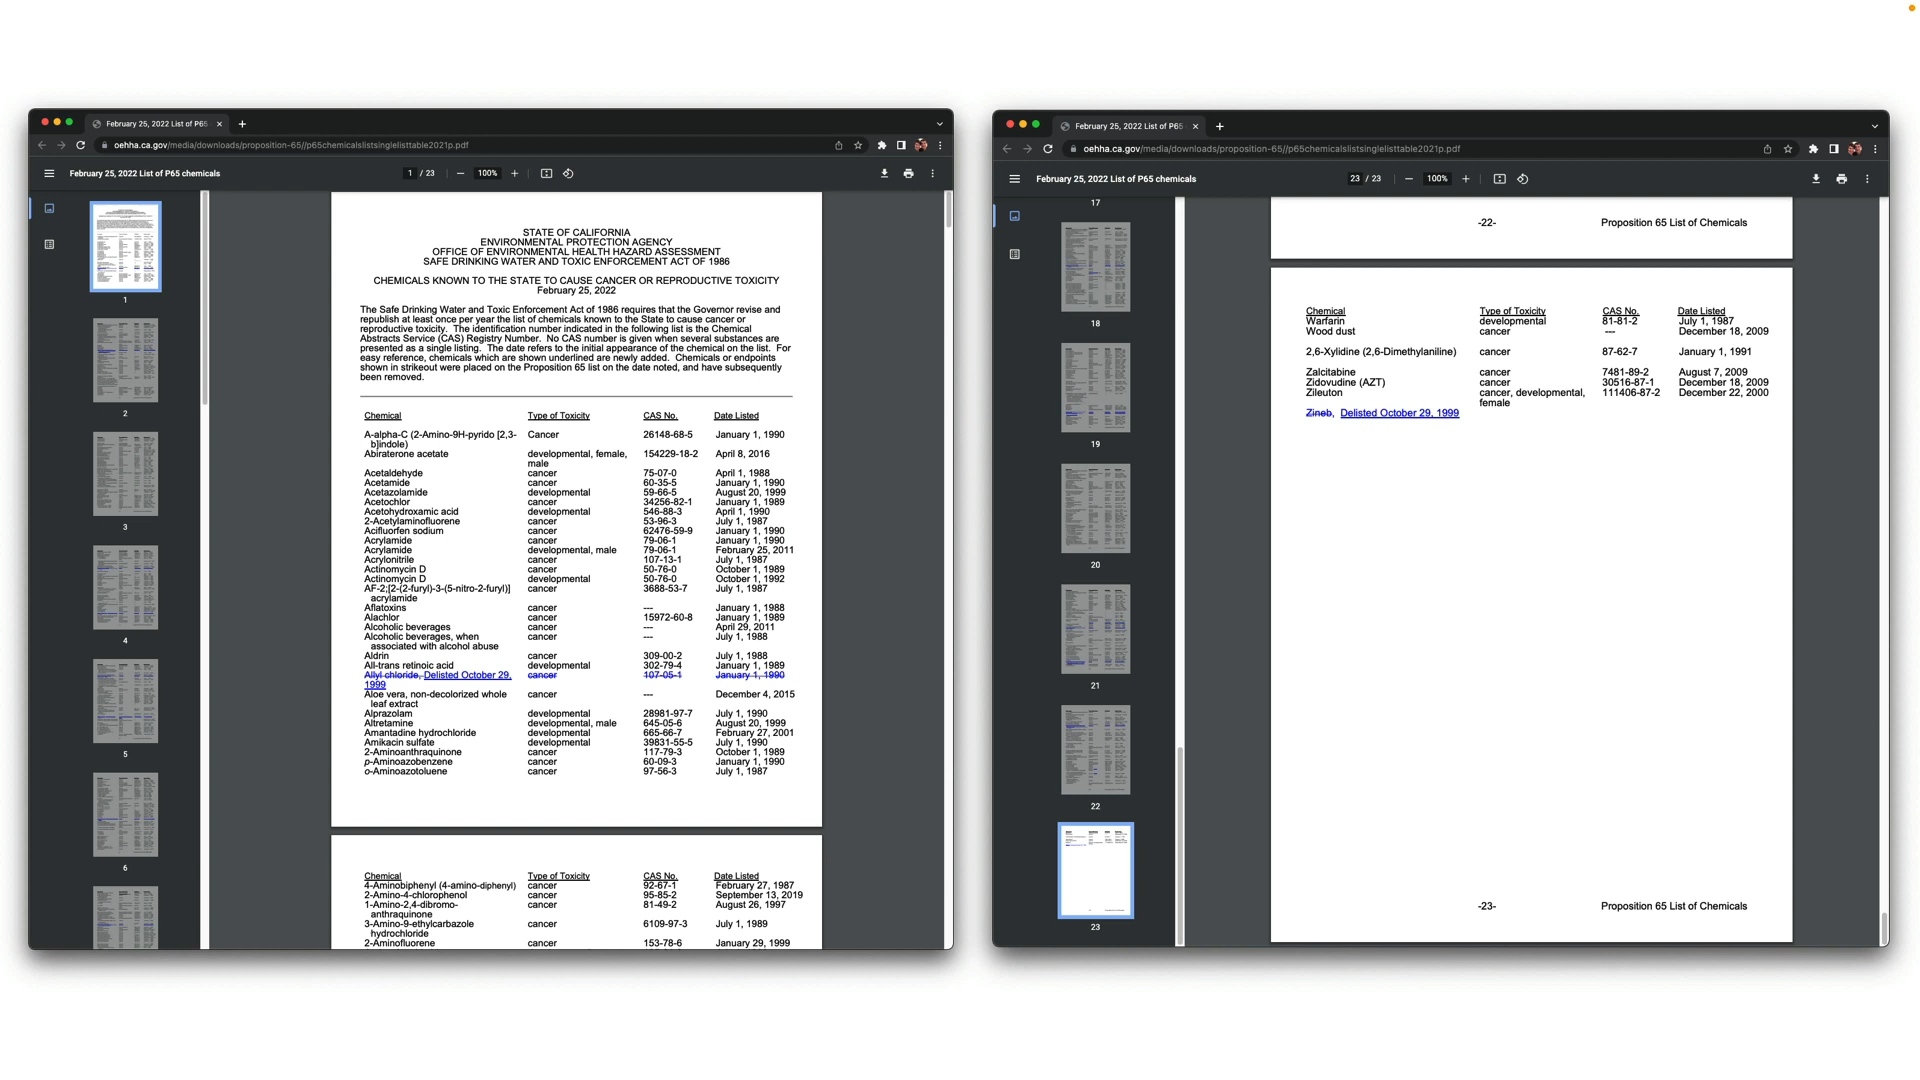 February 25, 2022 List of P65
oehha.ca.gov/media/downloads/proposition-65//p65chemicalslistsinglelisttable2021p.pdf
February 25, 2022 List of P65 chemicals
1 / 23
100%
1
2
3
4
5
6
STATE OF CALIFORNIA
ENVIRONMENTAL PROTECTION AGENCY
OFFICE OF ENVIRONMENTAL HEALTH HAZARD ASSESSMENT
SAFE DRINKING WATER AND TOXIC ENFORCEMENT ACT OF 1986
CHEMICALS KNOWN TO THE STATE TO CAUSE CANCER OR REPRODUCTIVE TOXICITY
February 25, 2022
The Safe Drinking Water and Toxic Enforcement Act of 1986 requires that the Governor revise and
republish at least once per year the list of chemicals known to the State to cause cancer or
reproductive toxicity. The identification number indicated in the following list is the Chemical
Abstracts Service (CAS) Registry Number. No CAS number is given when several substances are
presented as a single listing. The date refers to the initial appearance of the chemical on the list. For
easy reference, chemicals which are shown underlined are newly added. Chemicals or endpoints
shown in strikeout were placed on the Proposition 65 list on the date noted, and have subsequently
been removed.
Chemical Type of Toxicity CAS No. Date Listed
A-alpha-C (2-Amino-9H-pyrido [2,3- Cancer 26148-68-5 January 1, 1990
b]indole)
Abiraterone acetate developmental, female, 154229-18-2 April 8, 2016
male
Acetaldehyde cancer 75-07-0 April 1, 1988
Acetamide cancer 60-35-5 January 1, 1990
Acetazolamide developmental 59-66-5 August 20, 1999
Acetochlor cancer 34256-82-1 January 1, 1989
Acetohydroxamic acid developmental 546-88-3 April 1, 1990
2-Acetylaminofluorene cancer 53-96-3 July 1, 1987
Acifluorfen sodium cancer 62476-59-9 January 1, 1990
Acrylamide cancer 79-06-1 January 1, 1990
Acrylamide developmental, male 79-06-1 February 25, 2011
Acrylonitrile cancer 107-13-1 July 1, 1987
Actinomycin D cancer 50-76-0 October 1, 1989
Actinomycin D developmental 50-76-0 October 1, 1992
AF-2;[2-(2-furyl)-3-(5-nitro-2-furyl)] cancer 3688-53-7 July 1, 1987
acrylamide
Aflatoxins cancer --- January 1, 1988
Alachlor cancer 15972-60-8 January 1, 1989
Alcoholic beverages cancer --- April 29, 2011
Alcoholic beverages, when cancer --- July 1, 1988
associated with alcohol abuse
Aldrin cancer 309-00-2 July 1, 1988
All-trans retinoic acid developmental 302-79-4 January 1, 1989
Allyl chloride, Delisted October 29, cancer 107-05-1 January 1, 1990
1999
Aloe vera, non-decolorized whole cancer --- December 4, 2015
leaf extract
Alprazolam developmental 28981-97-7 July 1, 1990
Altretamine developmental, male 645-05-6 August 20, 1999
Amantadine hydrochloride developmental 665-66-7 February 27, 2001
Amikacin sulfate developmental 39831-55-5 July 1, 1990
2-Aminoanthraquinone cancer 117-79-3 October 1, 1989
p-Aminoazobenzene cancer 60-09-3 January 1, 1990
o-Aminoazotoluene cancer 97-56-3 July 1, 1987
Chemical Type of Toxicity CAS No. Date Listed
4-Aminobiphenyl (4-amino-diphenyl) cancer 92-67-1 February 27, 1987
2-Amino-4-chlorophenol cancer 95-85-2 September 13, 2019
1-Amino-2,4-dibromo- cancer 81-49-2 August 26, 1997
anthraquinone
3-Amino-9-ethylcarbazole cancer 6109-97-3 July 1, 1989
hydrochloride
2-Aminofluorene cancer 153-78-6 January 29, 1999
February 25, 2022 List of P65
oehha.ca.gov/media/downloads/proposition-65//p65chemicalslistsinglelisttable2021p.pdf
February 25, 2022 List of P65 chemicals
23 / 23
100%
17
18
19
20
21
22
23
-22- Proposition 65 List of Chemicals
Chemical Type of Toxicity CAS No. Date Listed
Warfarin developmental 81-81-2 July 1, 1987
Wood dust cancer --- December 18, 2009
2,6-Xylidine (2,6-Dimethylaniline) cancer 87-62-7 January 1, 1991
Zalcitabine cancer 7481-89-2 August 7, 2009
Zidovudine (AZT) cancer 30516-87-1 December 18, 2009
Zileuton cancer, developmental, 111406-87-2 December 22, 2000
female
Zineb, Delisted October 29, 1999
-23- Proposition 65 List of Chemicals